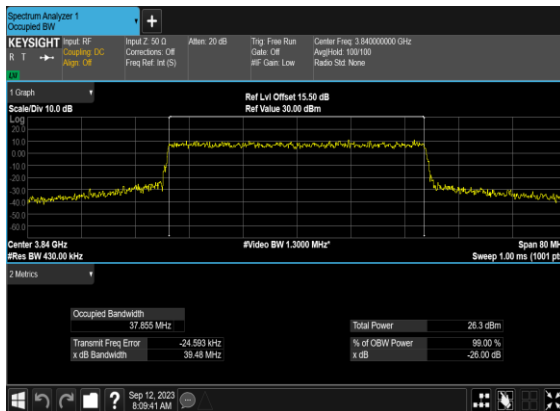 Spectrum Analyzer 1
Occupied BW
KEYSIGHT
R T
Input: RF
Coupling: DC
Align: Off
Input Z: 50 Ω
Corrections: Off
Freq Ref: Int (S)
Atten: 20 dB
Trig: Free Run
Gate: Off
#IF Gain: Low
Center Freq: 3.840000000 GHz
Avg|Hold: 100/100
Radio Std: None
1 Graph
Scale/Div 10.0 dB
Ref Lvl Offset 15.50 dB
Ref Value 30.00 dBm
Log
20.0
10.0
0.00
-10.0
-20.0
-30.0
-40.0
-50.0
-60.0
Center 3.84 GHz
#Res BW 430.00 kHz
#Video BW 1.3000 MHz*
Span 80 MH
Sweep 1.00 ms (1001 pts
2 Metrics
Occupied Bandwidth
37.855 MHz
Transmit Freq Error -24.593 kHz
x dB Bandwidth 39.48 MHz
Total Power 26.3 dBm
% of OBW Power 99.00 %
x dB -26.00 dB
Sep 12, 2023
8:09:41 AM